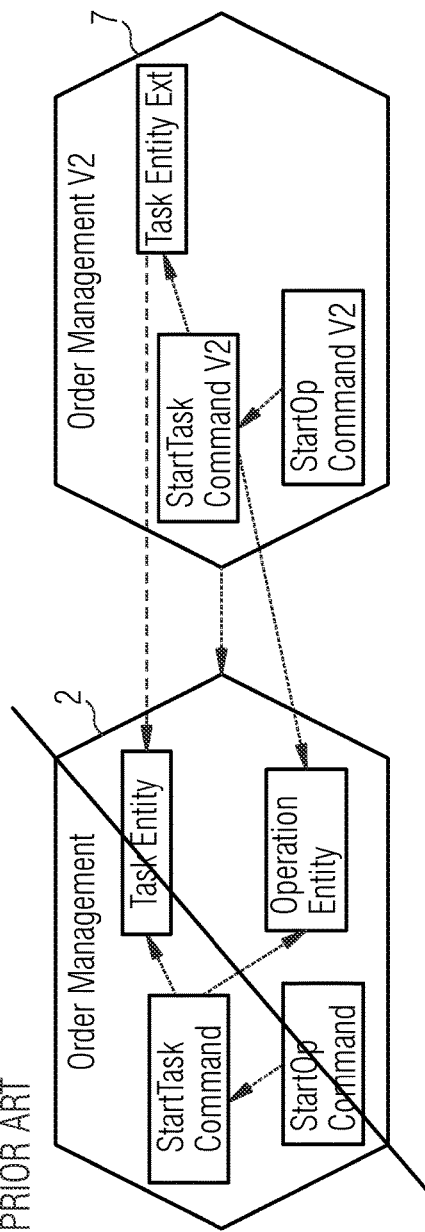 PRIOR ART
Order Management
2
StartTask
Command
Task Entity
StartOp
Command
Operation
Entity
Order Management V2
7
StartTask
Command V2
Task Entity Ext
StartOp
Command V2